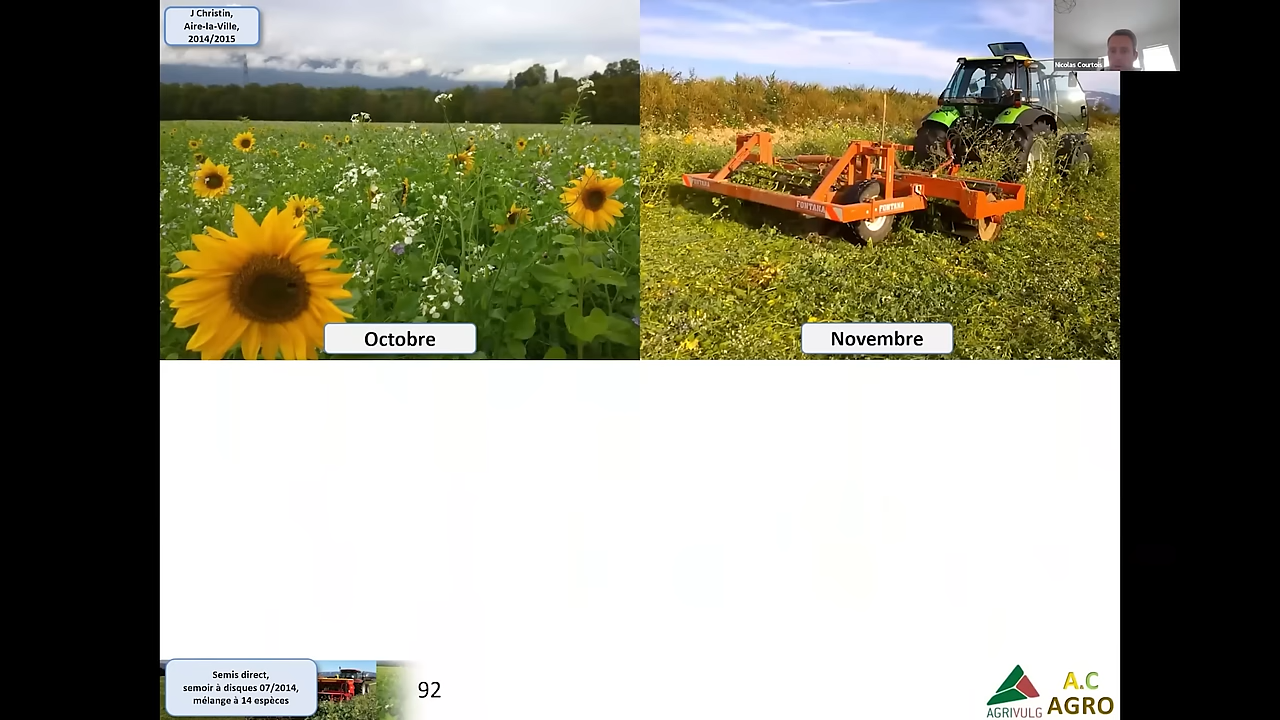 J Christin,
Aire-la-Ville,
2014/2015
Nicolas Courtois
FONTANA
FONTANA
Octobre
Novembre
Semis direct,
semoir à disques 07/2014,
mélange à 14 espèces
92
AGRIVULG
A.C
AGRO